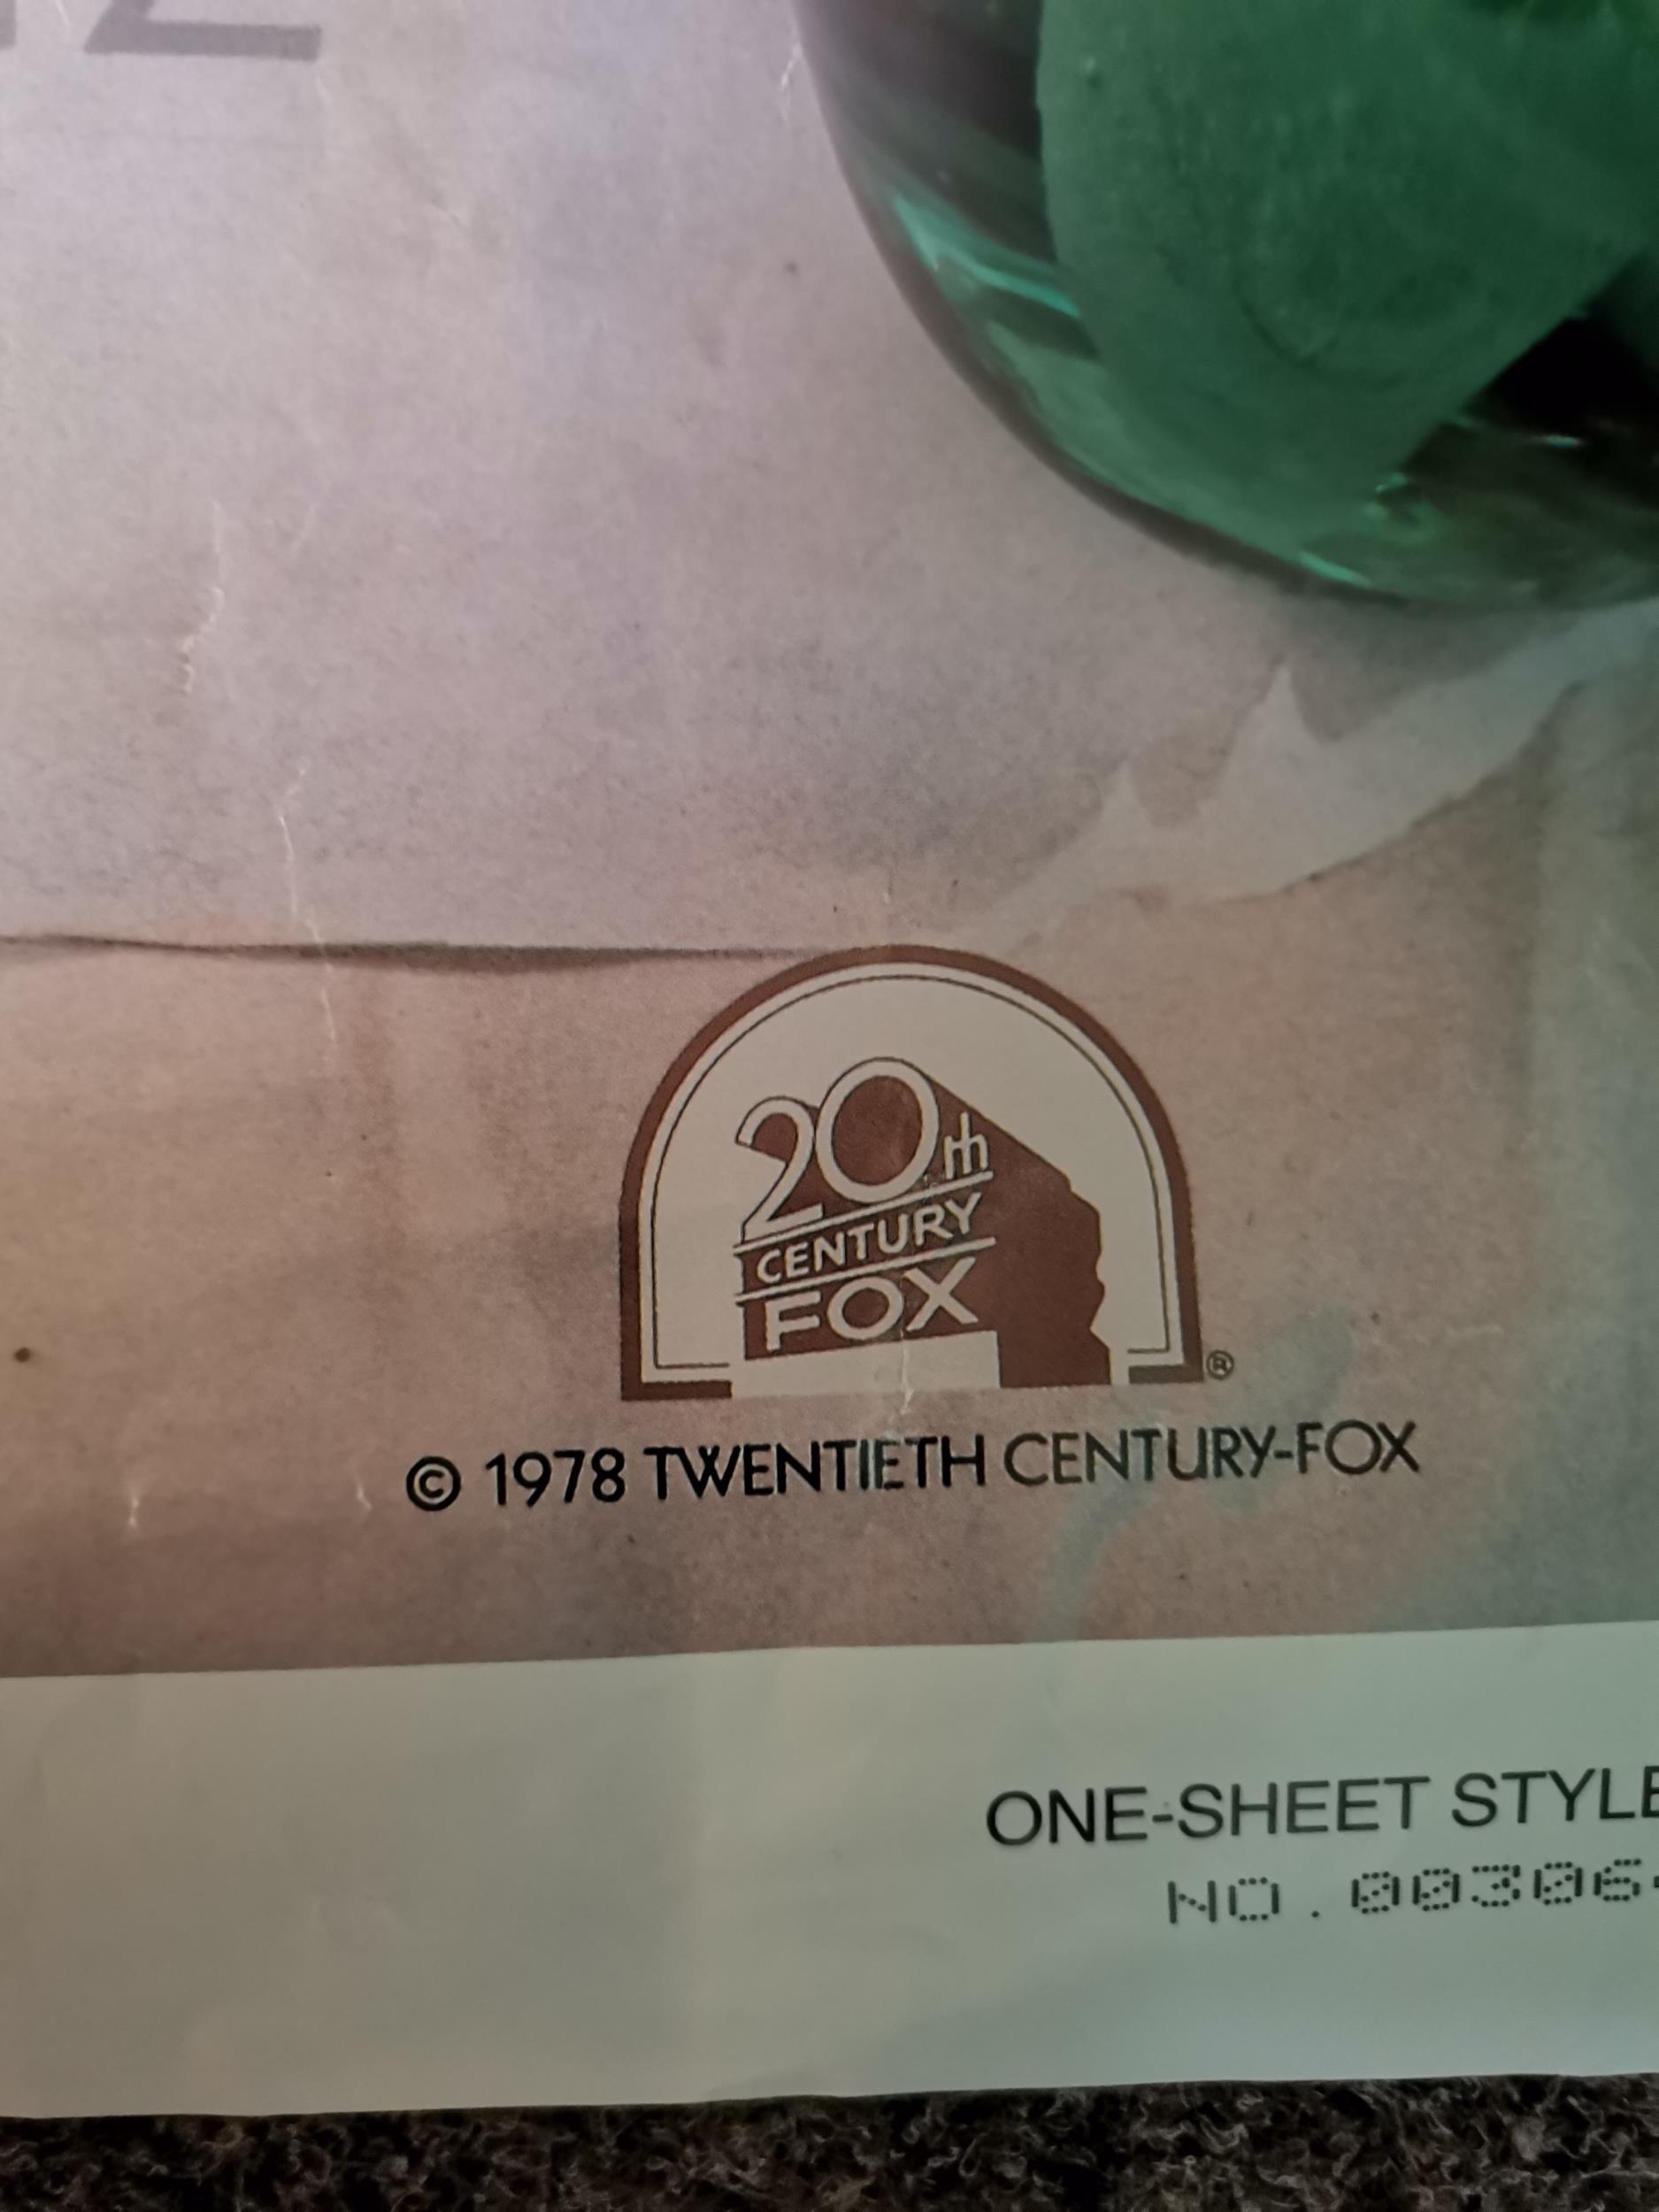 20th
CENTURY
FOX
®
© 1978 TWENTIETH CENTURY-FOX
ONE-SHEET STYLE
NO.00306